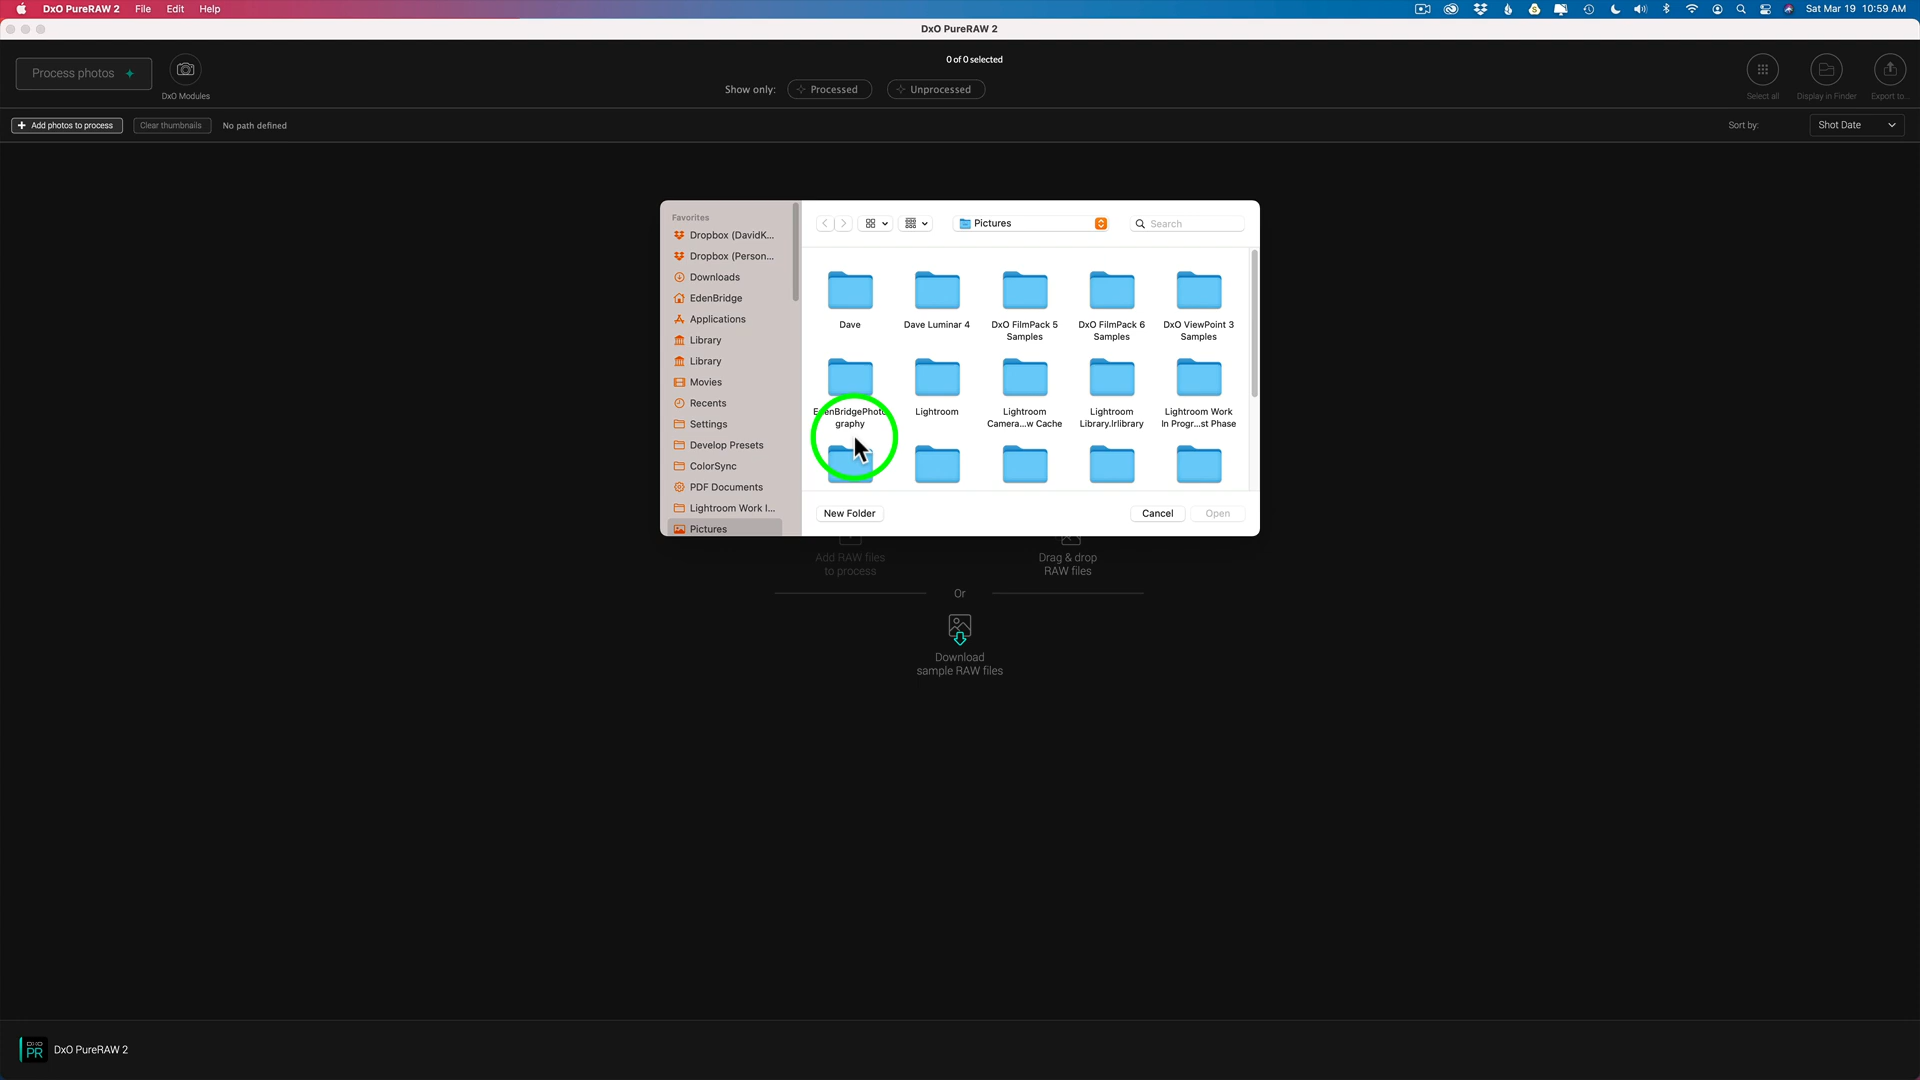 DxO PureRAW 2 File Edit Help
Sat Mar 19 10:59 AM
DxO PureRAW 2
Process photos
DxO Modules
0 of 0 selected
Show only: Processed Unprocessed
Select all
Display in Finder
Export to...
Add photos to process
Clear thumbnails
No path defined
Sort by: Shot Date
Favorites
Dropbox (DavidK...
Dropbox (Person...
Downloads
EdenBridge
Applications
Library
Library
Movies
Recents
Settings
Develop Presets
ColorSync
PDF Documents
Lightroom Work I...
Pictures
Pictures
Search
Dave
Dave Luminar 4
DxO FilmPack 5
Samples
DxO FilmPack 6
Samples
DxO ViewPoint 3
Samples
EdenBridgePhoto
graphy
Lightroom
Lightroom
Camera...w Cache
Lightroom
Library.lrlibrary
Lightroom Work
In Progr...st Phase
New Folder
Cancel
Open
Add RAW files
to process
Drag & drop
RAW files
Or
Download
sample RAW files
DXO
PR
DxO PureRAW 2